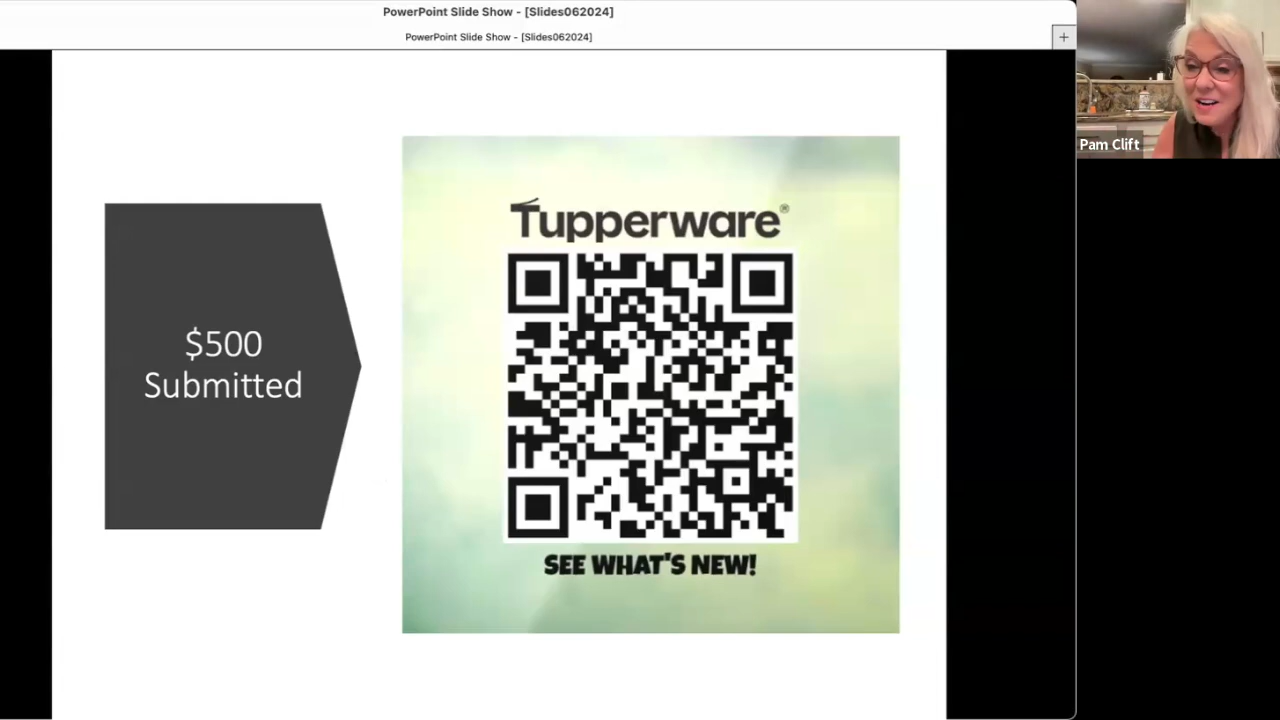 PowerPoint Slide Show - [Slides062024]
PowerPoint Slide Show - [Slides062024]
+
Pam Clift
$500
Submitted
Tupperware®
SEE WHAT'S NEW!